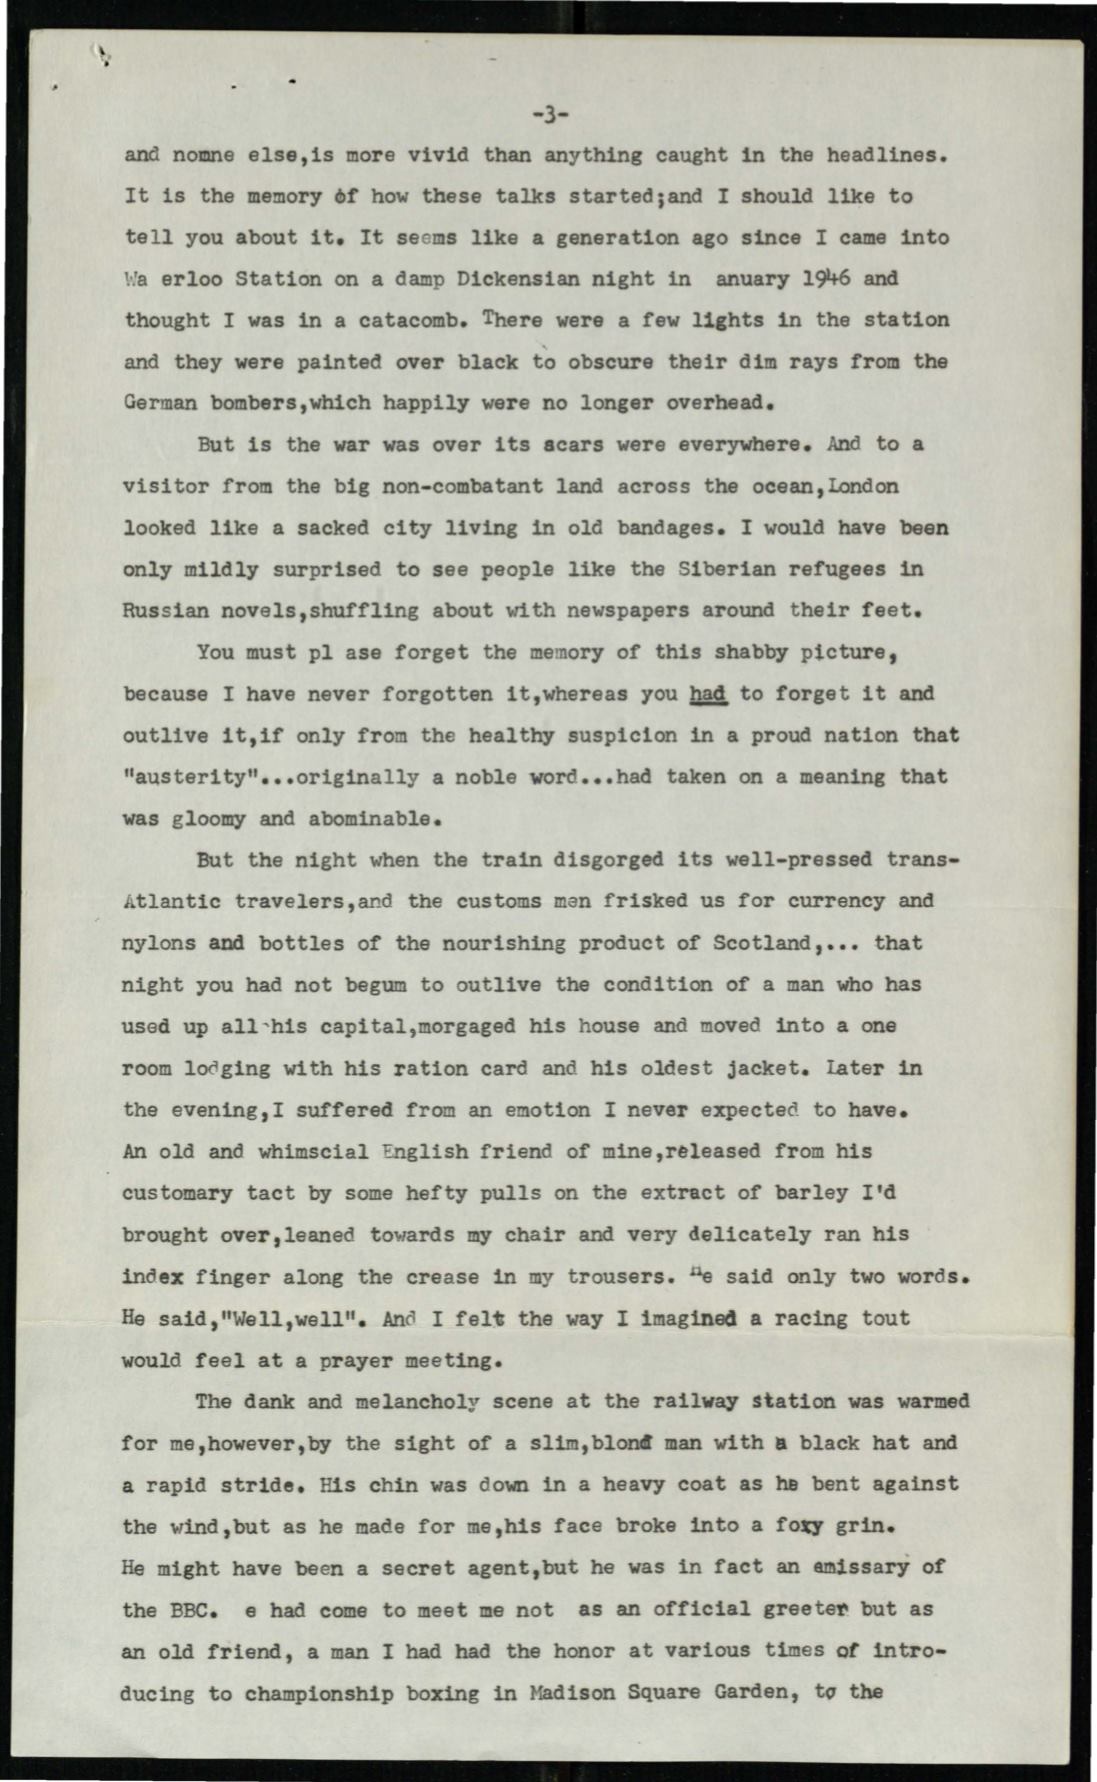 -3-
and nomne else,is more vivid than anything caught in the headlines.
It is the memory of how these talks started;and I should like to
tell you about it. It seems like a generation ago since I came into
Wa erloo Station on a damp Dickensian night in  anuary 1946 and
thought I was in a catacomb. There were a few lights in the station
and they were painted over black to obscure their dim rays from the
German bombers,which happily were no longer overhead.
But is the war was over its scars were everywhere. And to a
visitor from the big non-combatant land across the ocean,London
looked like a sacked city living in old bandages. I would have been
only mildly surprised to see people like the Siberian refugees in
Russian novels,shuffling about with newspapers around their feet.
You must pl ase forget the memory of this shabby picture,
because I have never forgotten it,whereas you had to forget it and
outlive it,if only from the healthy suspicion in a proud nation that
"austerity"...originally a noble word...had taken on a meaning that
was gloomy and abominable.
But the night when the train disgorged its well-pressed trans-
Atlantic travelers,and the customs men frisked us for currency and
nylons and bottles of the nourishing product of Scotland,... that
night you had not begum to outlive the condition of a man who has
used up all his capital,morgaged his house and moved into a one
room lodging with his ration card and his oldest jacket. Later in
the evening,I suffered from an emotion I never expected to have.
An old and whimscial English friend of mine,released from his
customary tact by some hefty pulls on the extract of barley I'd
brought over,leaned towards my chair and very delicately ran his
index finger along the crease in my trousers. He said only two words.
He said,"Well,well". And I felt the way I imagined a racing tout
would feel at a prayer meeting.
The dank and melancholy scene at the railway station was warmed
for me,however,by the sight of a slim,blond man with a black hat and
a rapid stride. His chin was down in a heavy coat as he bent against
the wind,but as he made for me,his face broke into a foxy grin.
He might have been a secret agent,but he was in fact an emissary of
the BBC.  e had come to meet me not  as an official greeter but as
an old friend, a man I had had the honor at various times of intro-
ducing to championship boxing in Madison Square Garden, to the